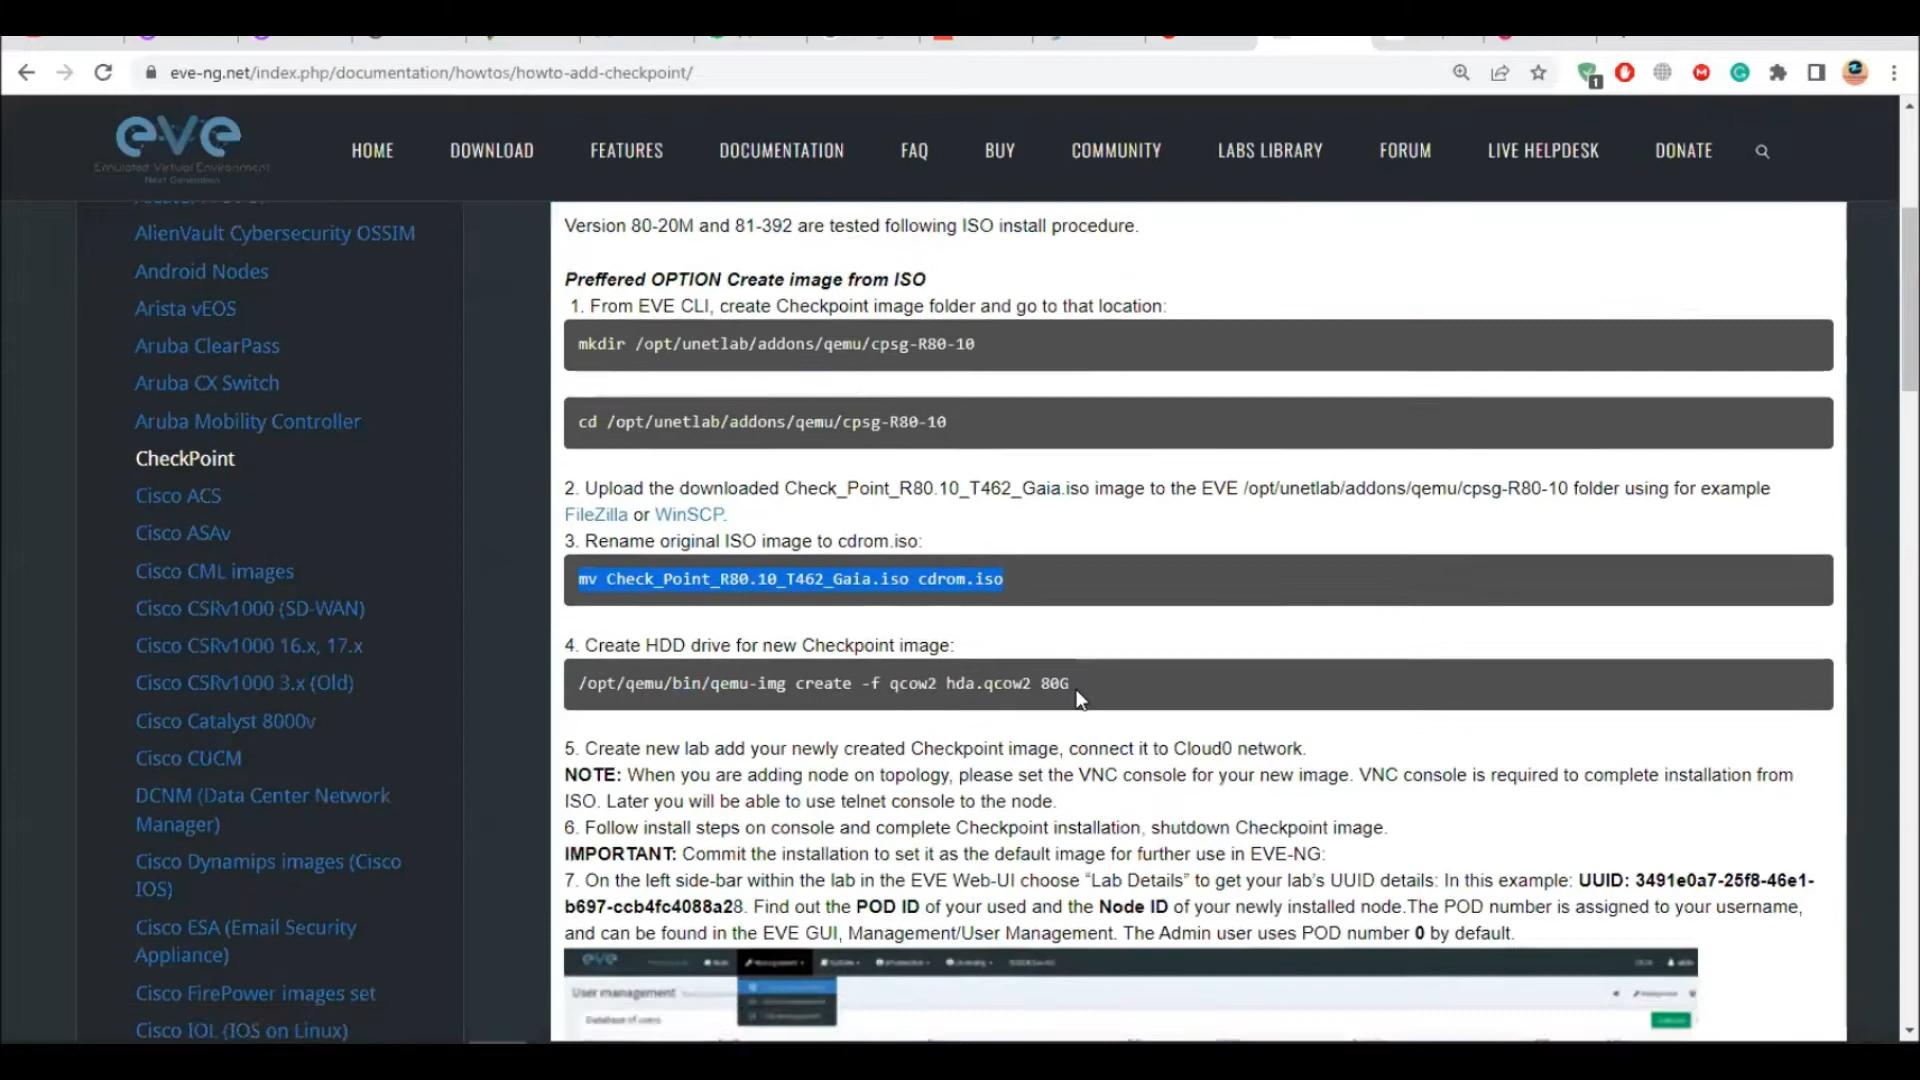 eve-ng.net/index.php/documentation/howtos/howto-add-checkpoint/
1
eve
Emulated Virtual Environment
Next Generation
HOME
DOWNLOAD
FEATURES
DOCUMENTATION
FAQ
BUY
COMMUNITY
LABS LIBRARY
FORUM
LIVE HELPDESK
DONATE
AlienVault Cybersecurity OSSIM
Android Nodes
Arista vEOS
Aruba ClearPass
Aruba CX Switch
Aruba Mobility Controller
CheckPoint
Cisco ACS
Cisco ASAv
Cisco CML images
Cisco CSRv1000 (SD-WAN)
Cisco CSRv1000 16.x, 17.x
Cisco CSRv1000 3.x (Old)
Cisco Catalyst 8000v
Cisco CUCM
DCNM (Data Center Network
Manager)
Cisco Dynamips images (Cisco
IOS)
Cisco ESA (Email Security
Appliance)
Cisco FirePower images set
Cisco IOL (IOS on Linux)
Version 80-20M and 81-392 are tested following ISO install procedure.
Preffered OPTION Create image from ISO
1. From EVE CLI, create Checkpoint image folder and go to that location:
mkdir /opt/unetlab/addons/qemu/cpsg-R80-10
cd /opt/unetlab/addons/qemu/cpsg-R80-10
2. Upload the downloaded Check_Point_R80.10_T462_Gaia.iso image to the EVE /opt/unetlab/addons/qemu/cpsg-R80-10 folder using for example
FileZilla or WinSCP.
3. Rename original ISO image to cdrom.iso:
mv Check_Point_R80.10_T462_Gaia.iso cdrom.iso
4. Create HDD drive for new Checkpoint image:
/opt/qemu/bin/qemu-img create -f qcow2 hda.qcow2 80G
5. Create new lab add your newly created Checkpoint image, connect it to Cloud0 network.
NOTE: When you are adding node on topology, please set the VNC console for your new image. VNC console is required to complete installation from
ISO. Later you will be able to use telnet console to the node.
6. Follow install steps on console and complete Checkpoint installation, shutdown Checkpoint image.
IMPORTANT: Commit the installation to set it as the default image for further use in EVE-NG:
7. On the left side-bar within the lab in the EVE Web-UI choose “Lab Details” to get your lab’s UUID details: In this example: UUID: 3491e0a7-25f8-46e1-
b697-ccb4fc4088a28. Find out the POD ID of your used and the Node ID of your newly installed node.The POD number is assigned to your username,
and can be found in the EVE GUI, Management/User Management. The Admin user uses POD number 0 by default.
eve
User management
Database of users